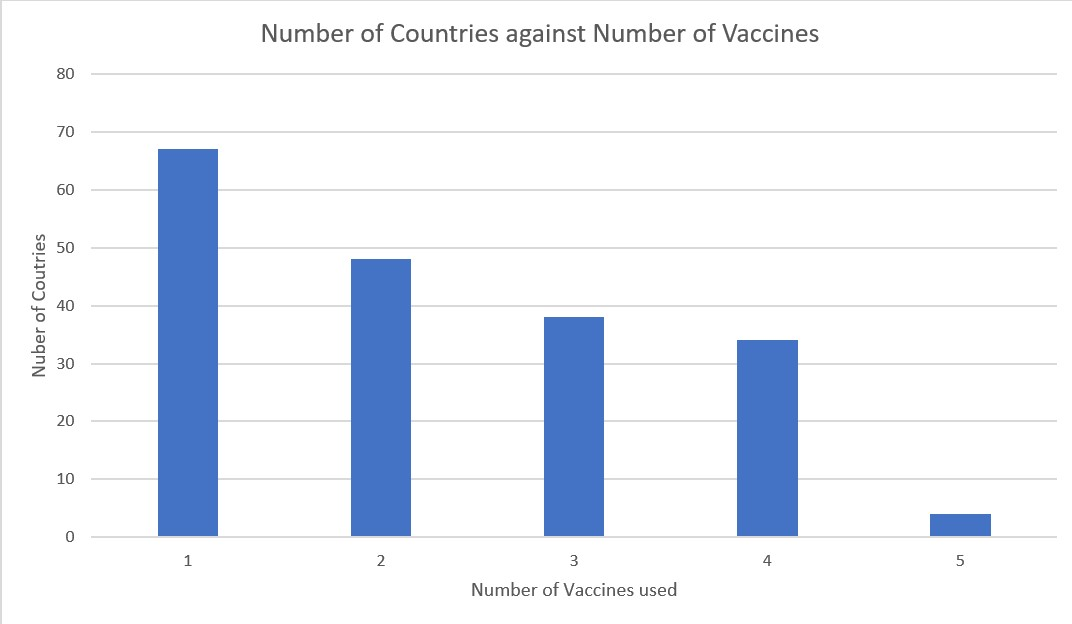 Number of Countries against Number of Vaccines
80
70
60
50
40
30
20
10
0
Nuber of Coutries
1 2 3 4 5
Number of Vaccines used